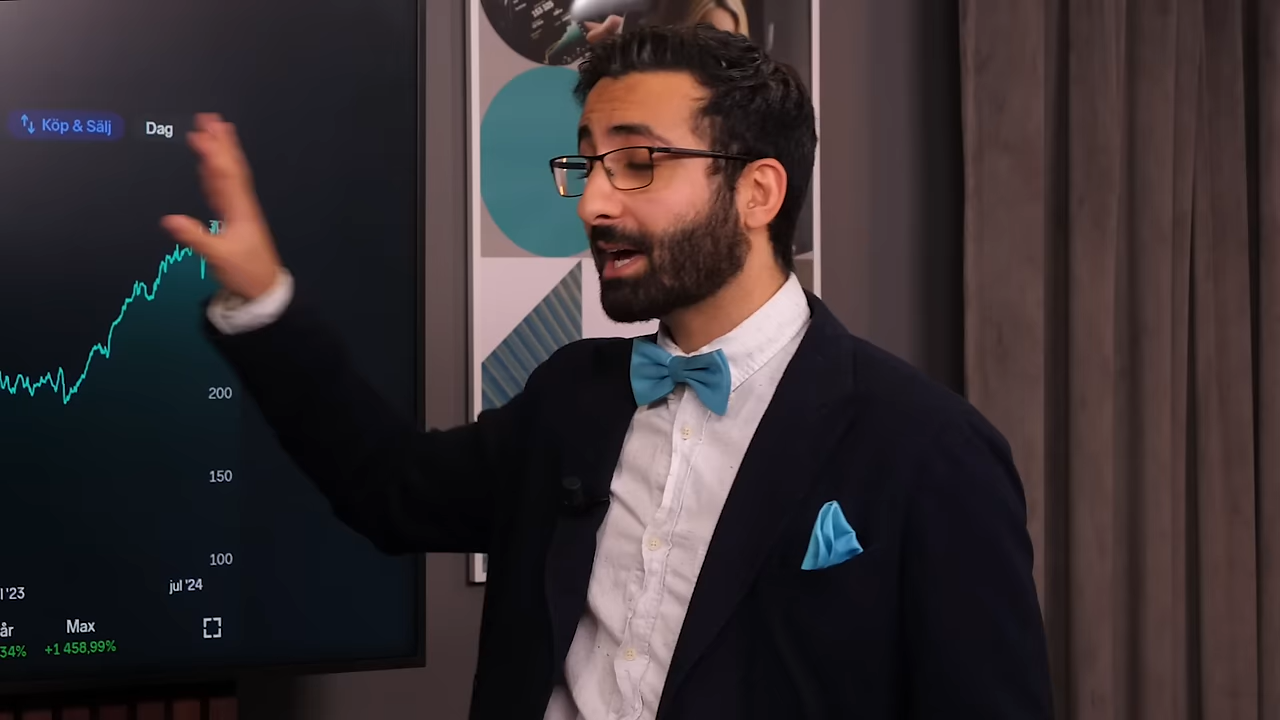 Köp & Sälj
Dag
200
150
100
jul '24
'23
år
Max
34%
+1 458,99%